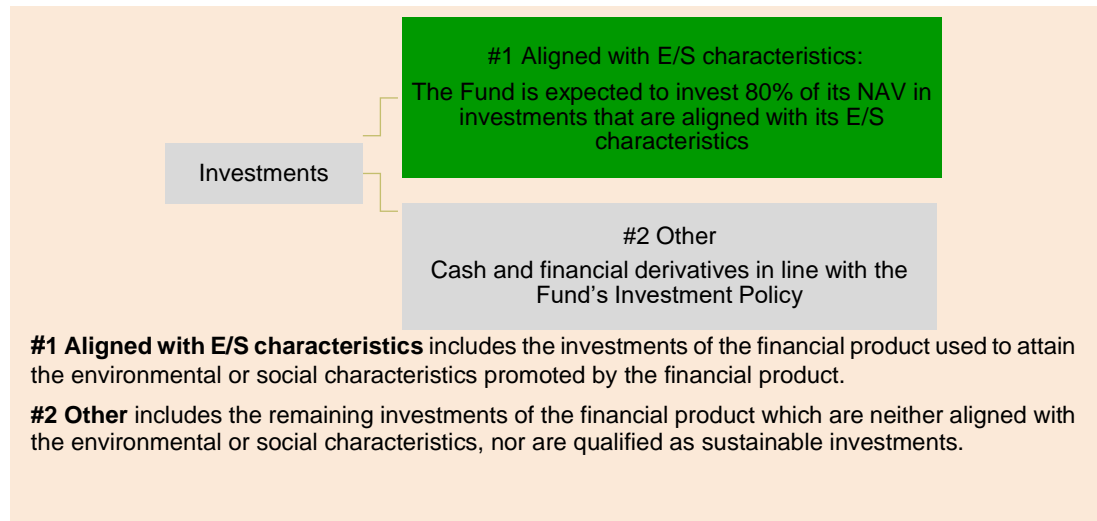 #1 Aligned with E/S characteristics:
The Fund is expected to invest 80% of its NAV in
investments that are aligned with its E/S
characteristics
Investments
#2 Other
Cash and financial derivatives in line with the
Fund’s Investment Policy
#1 Aligned with E/S characteristics includes the investments of the financial product used to attain
the environmental or social characteristics promoted by the financial product.
#2 Other includes the remaining investments of the financial product which are neither aligned with
the environmental or social characteristics, nor are qualified as sustainable investments.